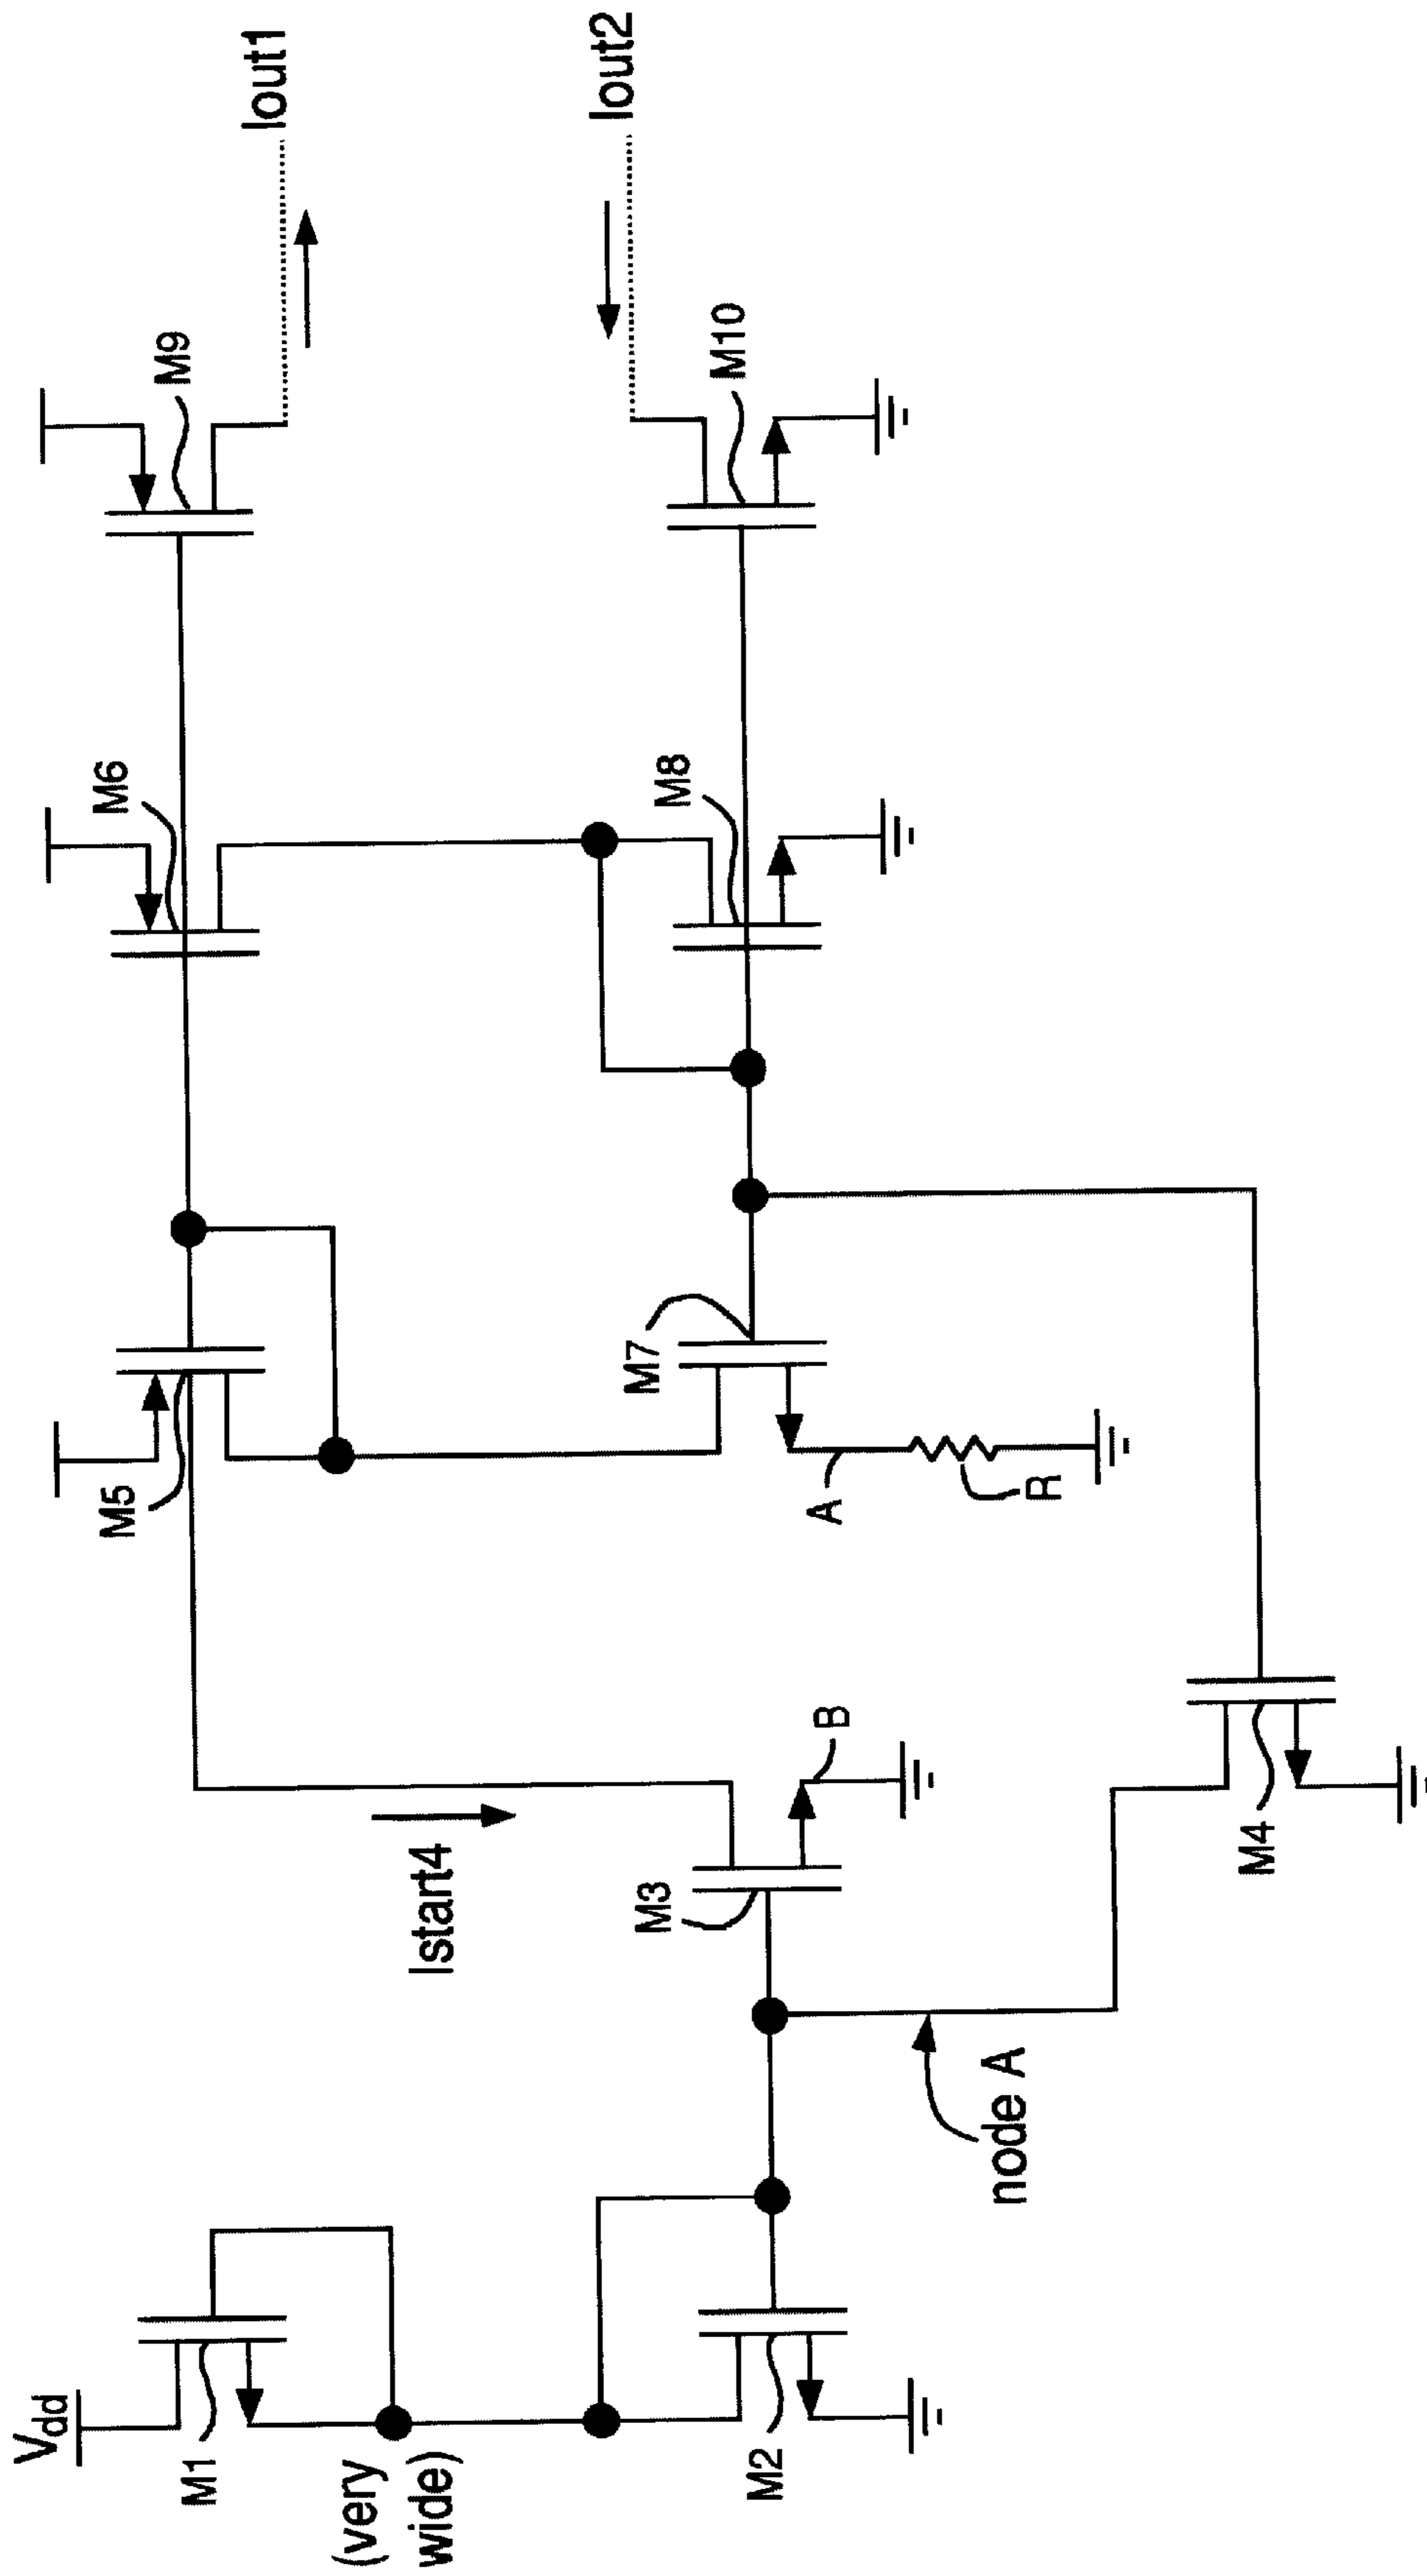 Vdd
M1
(very
wide)
M2
node A
Istart4
M3
B
M4
M5
M7
A
R
M6
M8
M9
M10
Iout1
Iout2